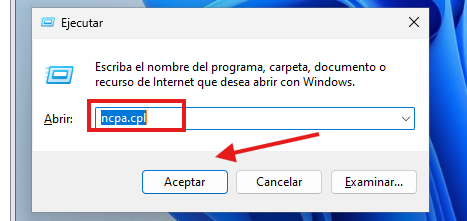 Ejecutar
Escriba el nombre del programa, carpeta, documento o
recurso de Internet que desea abrir con Windows.
Abrir: ncpa.cpl
Aceptar Cancelar Examinar...